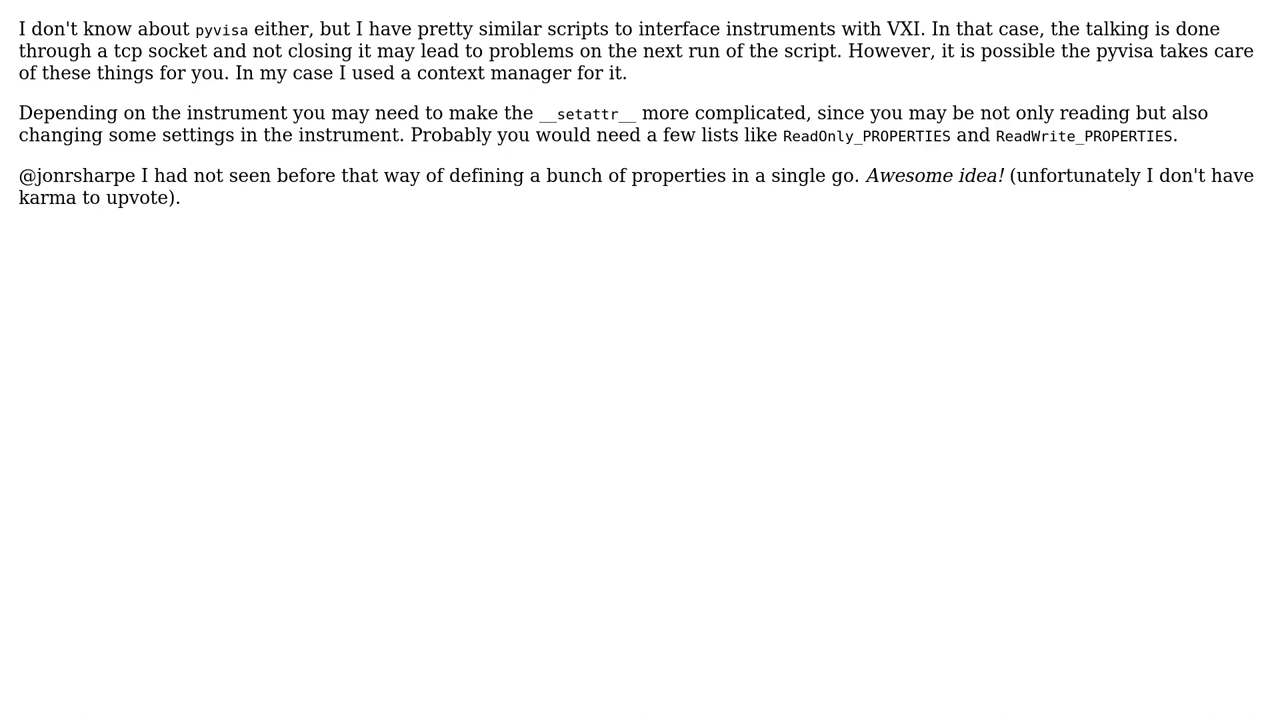 I don't know about pyvisa either, but I have pretty similar scripts to interface instruments with VXI. In that case, the talking is done
through a tcp socket and not closing it may lead to problems on the next run of the script. However, it is possible the pyvisa takes care
of these things for you. In my case I used a context manager for it.
Depending on the instrument you may need to make the __setattr__ more complicated, since you may be not only reading but also
changing some settings in the instrument. Probably you would need a few lists like ReadOnly_PROPERTIES and ReadWrite_PROPERTIES.
@jonrsharpe I had not seen before that way of defining a bunch of properties in a single go. Awesome idea! (unfortunately I don't have
karma to upvote).